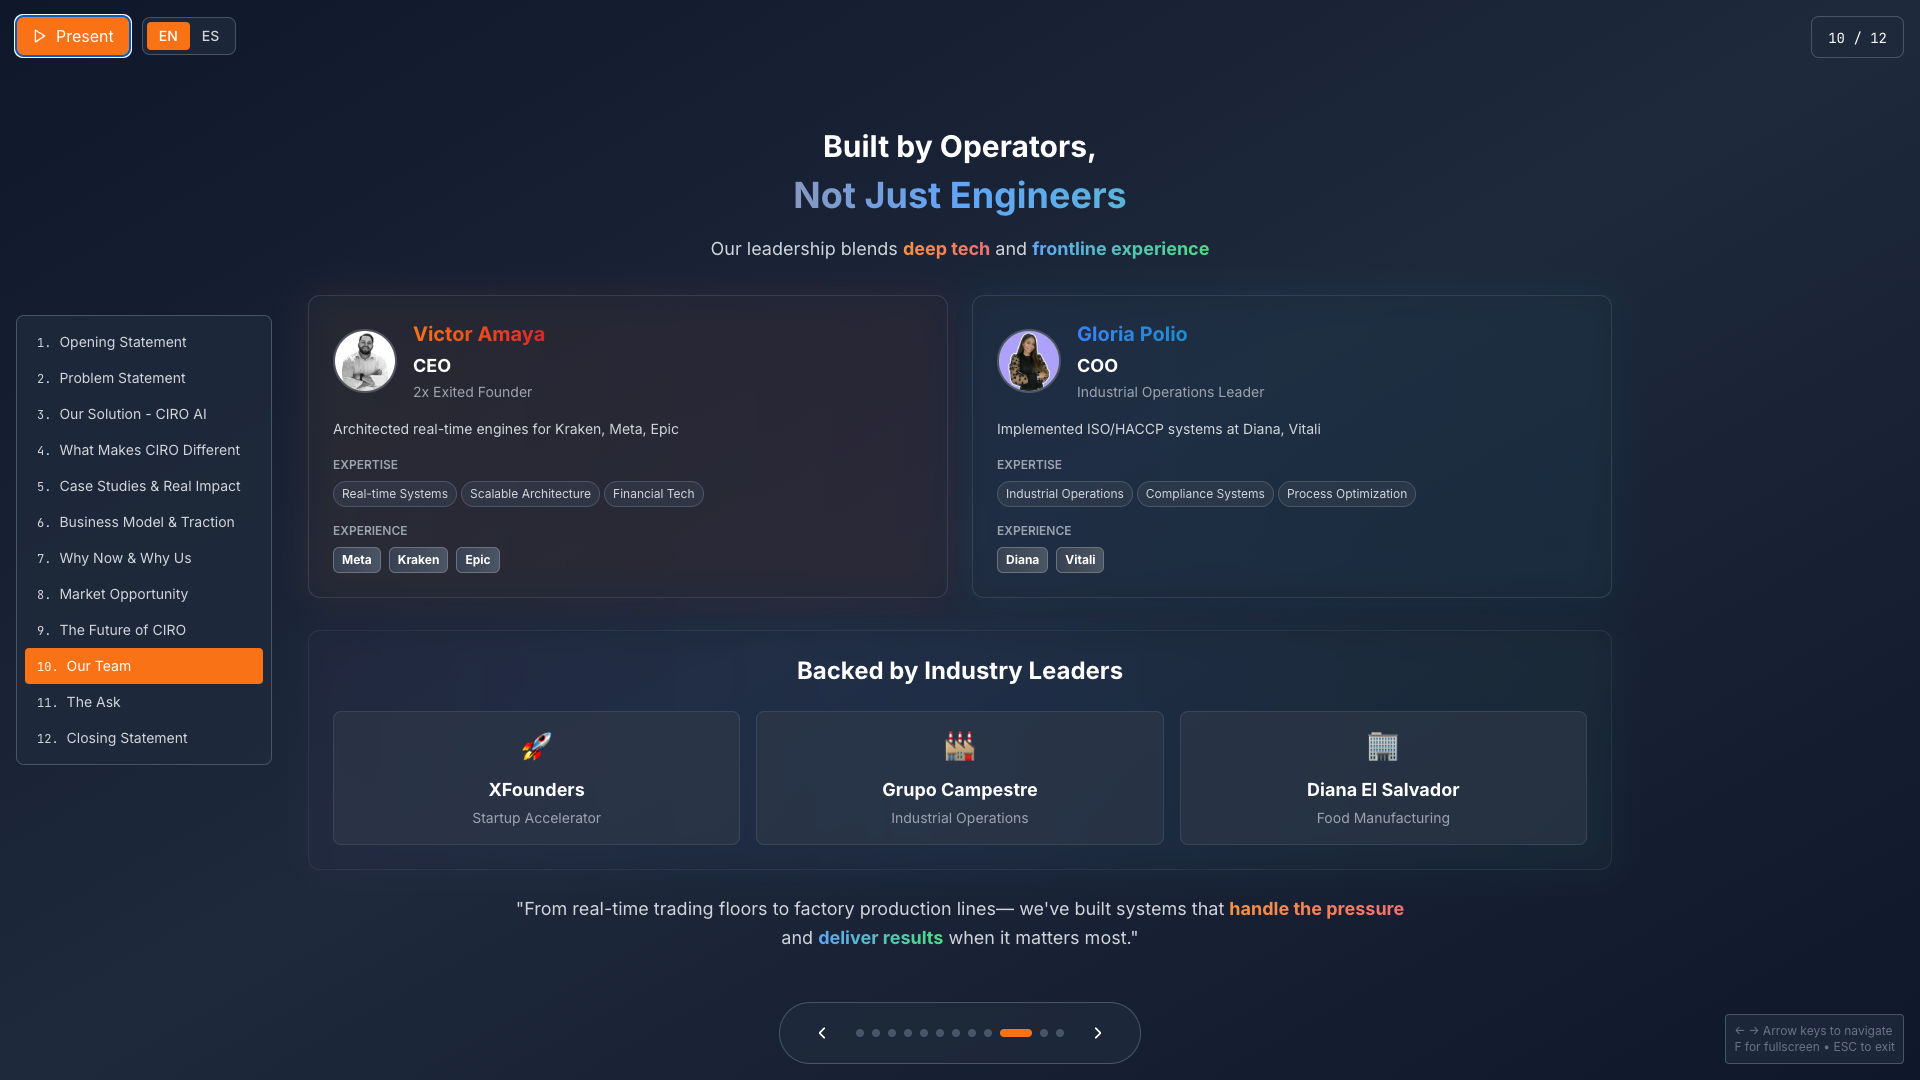 Present
EN ES
10 / 12
Built by Operators,
Not Just Engineers
Our leadership blends deep tech and frontline experience
1. Opening Statement
2. Problem Statement
3. Our Solution - CIRO AI
4. What Makes CIRO Different
5. Case Studies & Real Impact
6. Business Model & Traction
7. Why Now & Why Us
8. Market Opportunity
9. The Future of CIRO
10. Our Team
11. The Ask
12. Closing Statement
Victor Amaya
CEO
2x Exited Founder
Architected real-time engines for Kraken, Meta, Epic
EXPERTISE
Real-time Systems Scalable Architecture Financial Tech
EXPERIENCE
Meta Kraken Epic
Gloria Polio
COO
Industrial Operations Leader
Implemented ISO/HACCP systems at Diana, Vitali
EXPERTISE
Industrial Operations Compliance Systems Process Optimization
EXPERIENCE
Diana Vitali
Backed by Industry Leaders
XFounders
Startup Accelerator
Grupo Campestre
Industrial Operations
Diana El Salvador
Food Manufacturing
"From real-time trading floors to factory production lines— we've built systems that handle the pressure
and deliver results when it matters most."
← → Arrow keys to navigate
F for fullscreen • ESC to exit